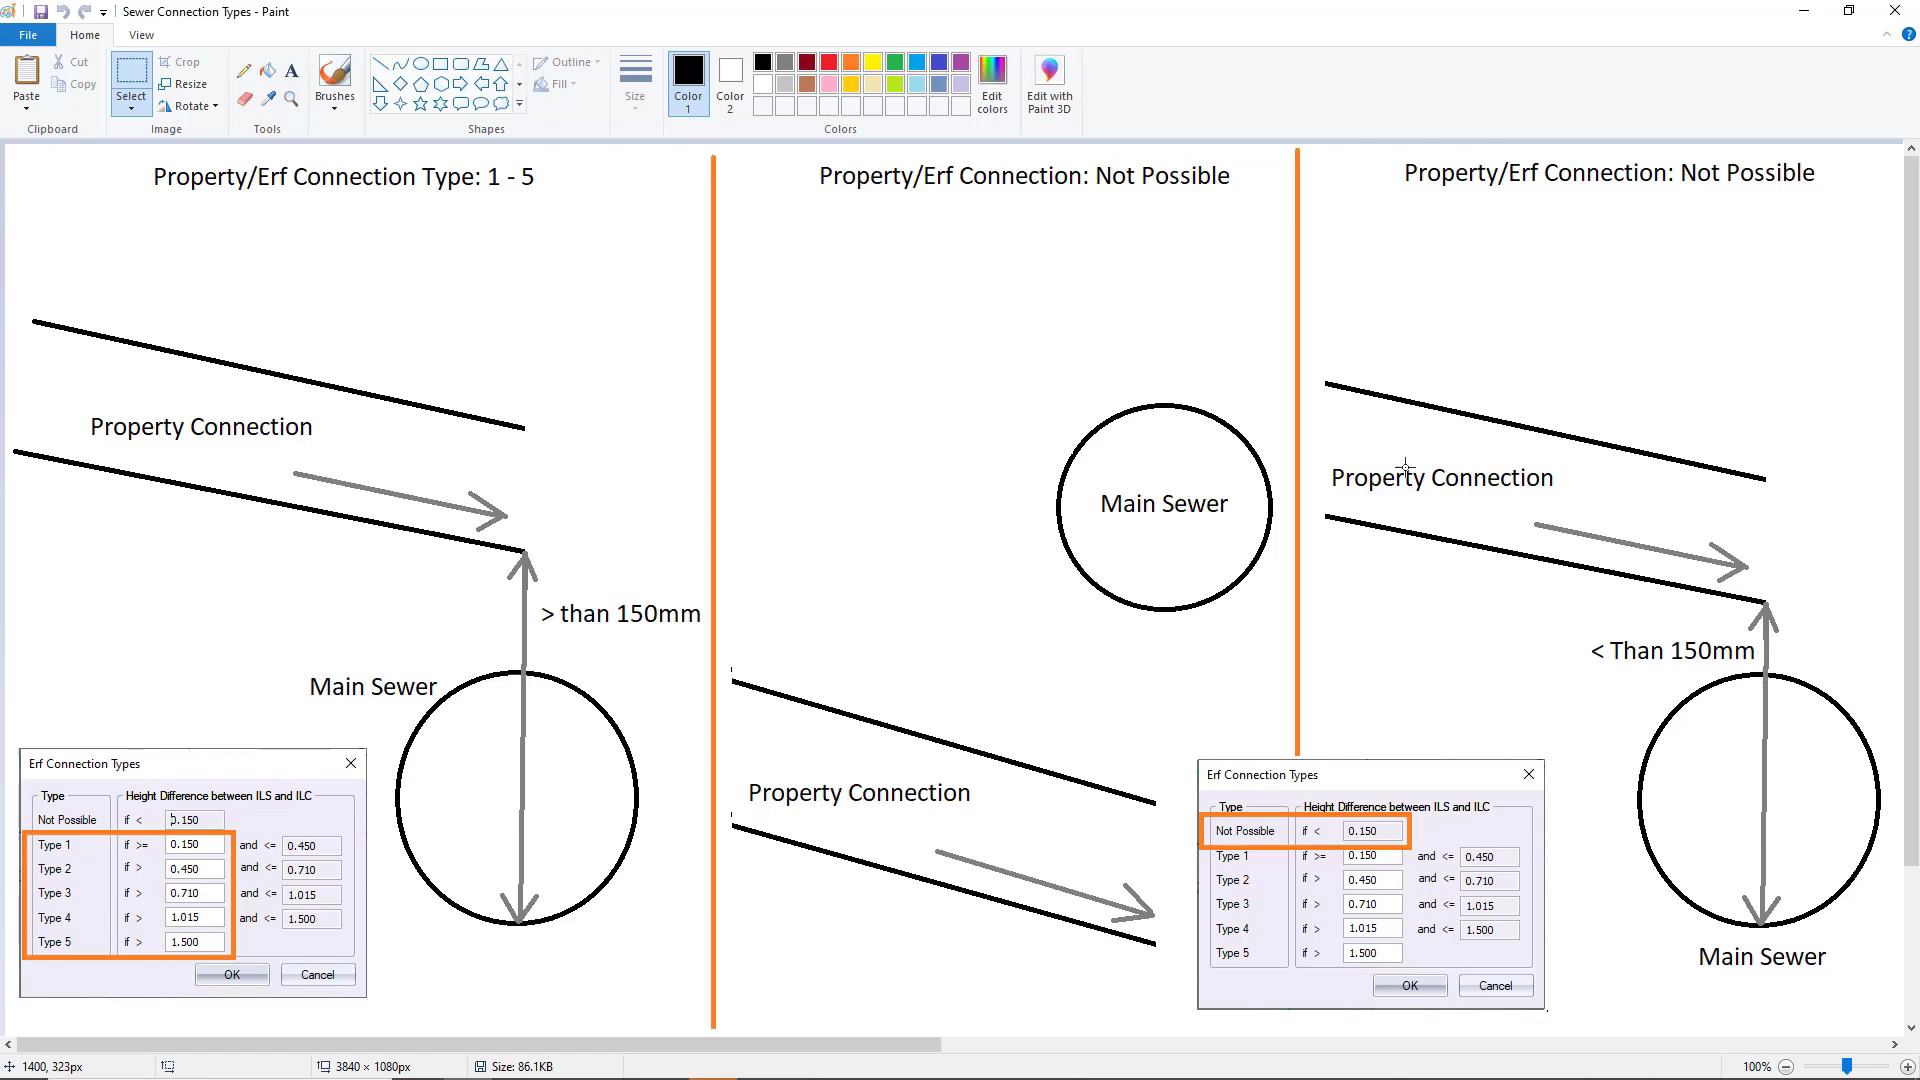 Sewer Connection Types - Paint
File Home View
Paste
Cut
Copy
Clipboard
Select
Crop
Resize
Rotate
Image
A
Tools
Brushes
Outline
Fill
Shapes
Size
Color 1
Color 2
Edit colors
Colors
Edit with Paint 3D
?
Property/Erf Connection Type: 1 - 5
Property Connection
> than 150mm
Main Sewer
Erf Connection Types
Type Height Difference between ILS and ILC
Not Possible if < 0.150
Type 1 if >= 0.150 and <= 0.450
Type 2 if > 0.450 and <= 0.710
Type 3 if > 0.710 and <= 1.015
Type 4 if > 1.015 and <= 1.500
Type 5 if > 1.500
OK Cancel
Property/Erf Connection: Not Possible
Main Sewer
Property Connection
Property/Erf Connection: Not Possible
Property Connection
< Than 150mm
Main Sewer
Erf Connection Types
Type Height Difference between ILS and ILC
Not Possible if < 0.150
Type 1 if >= 0.150 and <= 0.450
Type 2 if > 0.450 and <= 0.710
Type 3 if > 0.710 and <= 1.015
Type 4 if > 1.015 and <= 1.500
Type 5 if > 1.500
OK Cancel
1400, 323px 3840 × 1080px Size: 86.1KB 100%